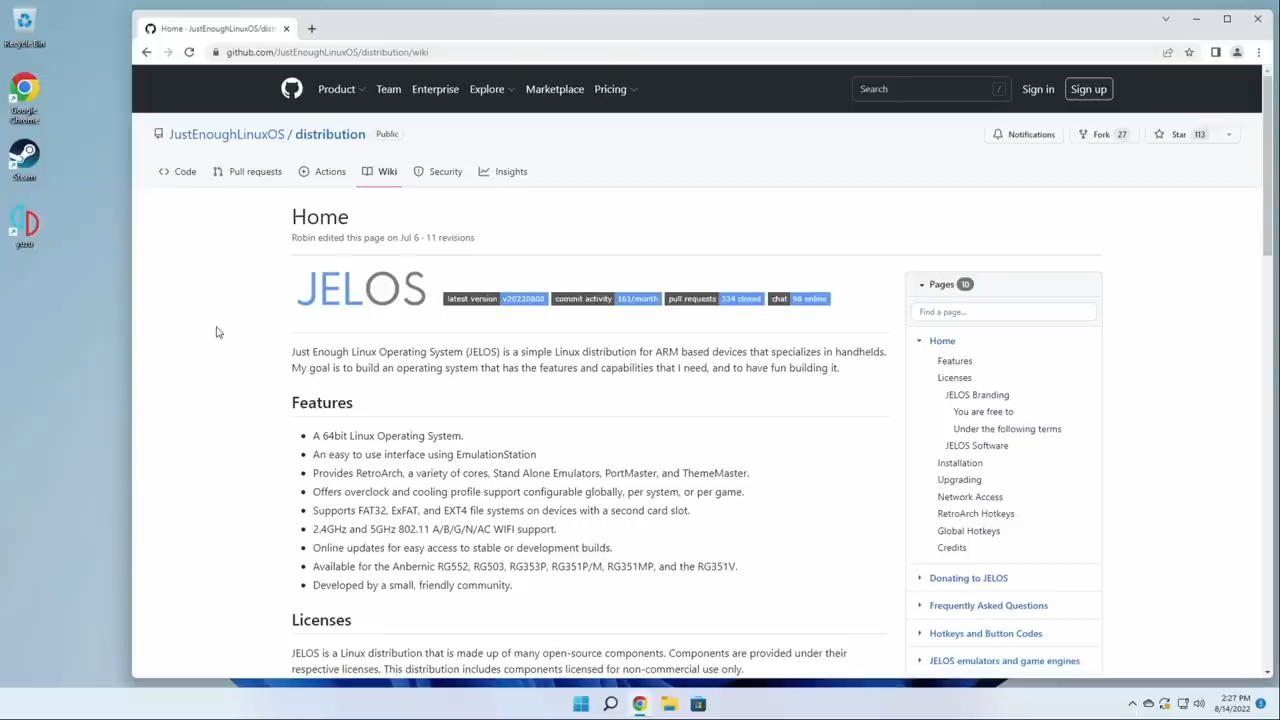 Recycle Bin
Google
Chrome
Steam
yuzu
Home · JustEnoughLinuxOS/dist
github.com/JustEnoughLinuxOS/distribution/wiki
Product Team Enterprise Explore Marketplace Pricing
Search /
Sign in Sign up
JustEnoughLinuxOS / distribution Public
Notifications Fork 27 Star 113
Code Pull requests Actions Wiki Security Insights
Home
Robin edited this page on Jul 6 · 11 revisions
JELOS
latest version v20220808 commit activity 161/month pull requests 334 closed chat 98 online
Just Enough Linux Operating System (JELOS) is a simple Linux distribution for ARM based devices that specializes in handhelds.
My goal is to build an operating system that has the features and capabilities that I need, and to have fun building it.
Features
• A 64bit Linux Operating System.
• An easy to use interface using EmulationStation
• Provides RetroArch, a variety of cores, Stand Alone Emulators, PortMaster, and ThemeMaster.
• Offers overclock and cooling profile support configurable globally, per system, or per game.
• Supports FAT32, ExFAT, and EXT4 file systems on devices with a second card slot.
• 2.4GHz and 5GHz 802.11 A/B/G/N/AC WIFI support.
• Online updates for easy access to stable or development builds.
• Available for the Anbernic RG552, RG503, RG353P, RG351P/M, RG351MP, and the RG351V.
• Developed by a small, friendly community.
Licenses
JELOS is a Linux distribution that is made up of many open-source components. Components are provided under their
respective licenses. This distribution includes components licensed for non-commercial use only.
Pages 10
Find a page...
Home
Features
Licenses
JELOS Branding
You are free to
Under the following terms
JELOS Software
Installation
Upgrading
Network Access
RetroArch Hotkeys
Global Hotkeys
Credits
Donating to JELOS
Frequently Asked Questions
Hotkeys and Button Codes
JELOS emulators and game engines
2:27 PM
8/14/2022
3